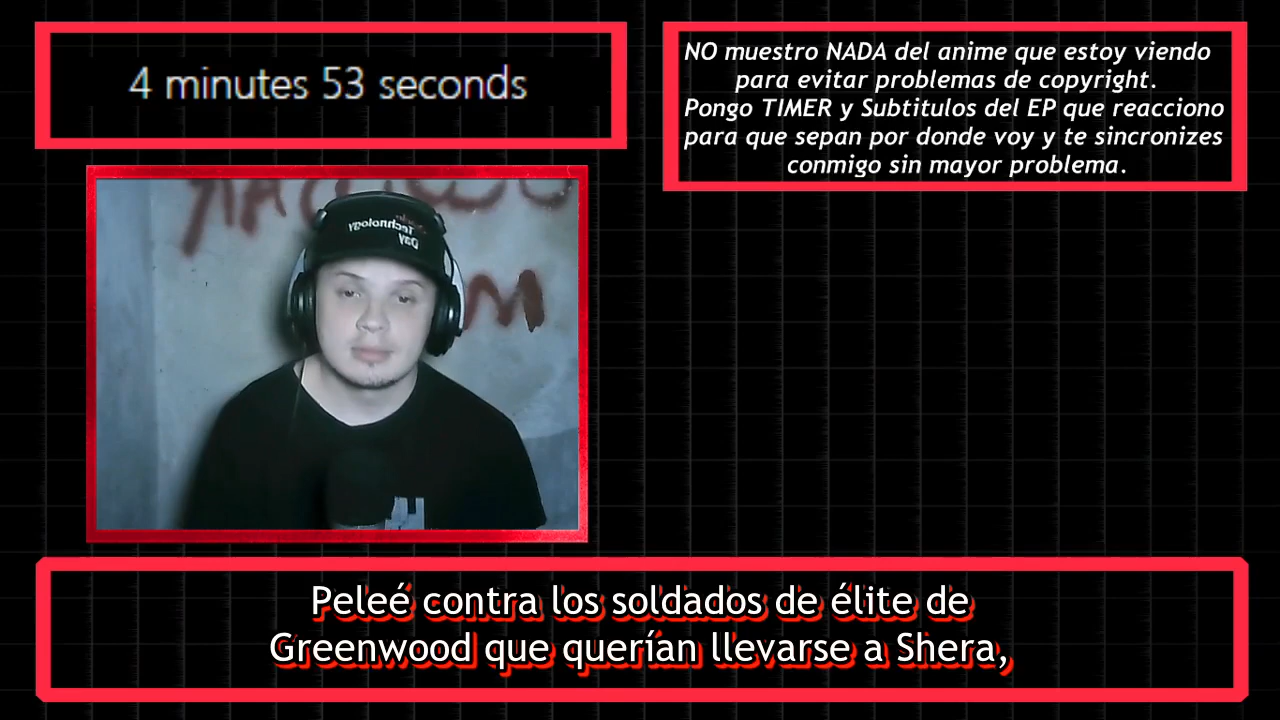 4 minutes 53 seconds
NO muestro NADA del anime que estoy viendo
para evitar problemas de copyright.
Pongo TIMER y Subtitulos del EP que reacciono
para que sepan por donde voy y te sincronizes
conmigo sin mayor problema.
Technology
Day
Peleé contra los soldados de élite de
Greenwood que querían llevarse a Shera,